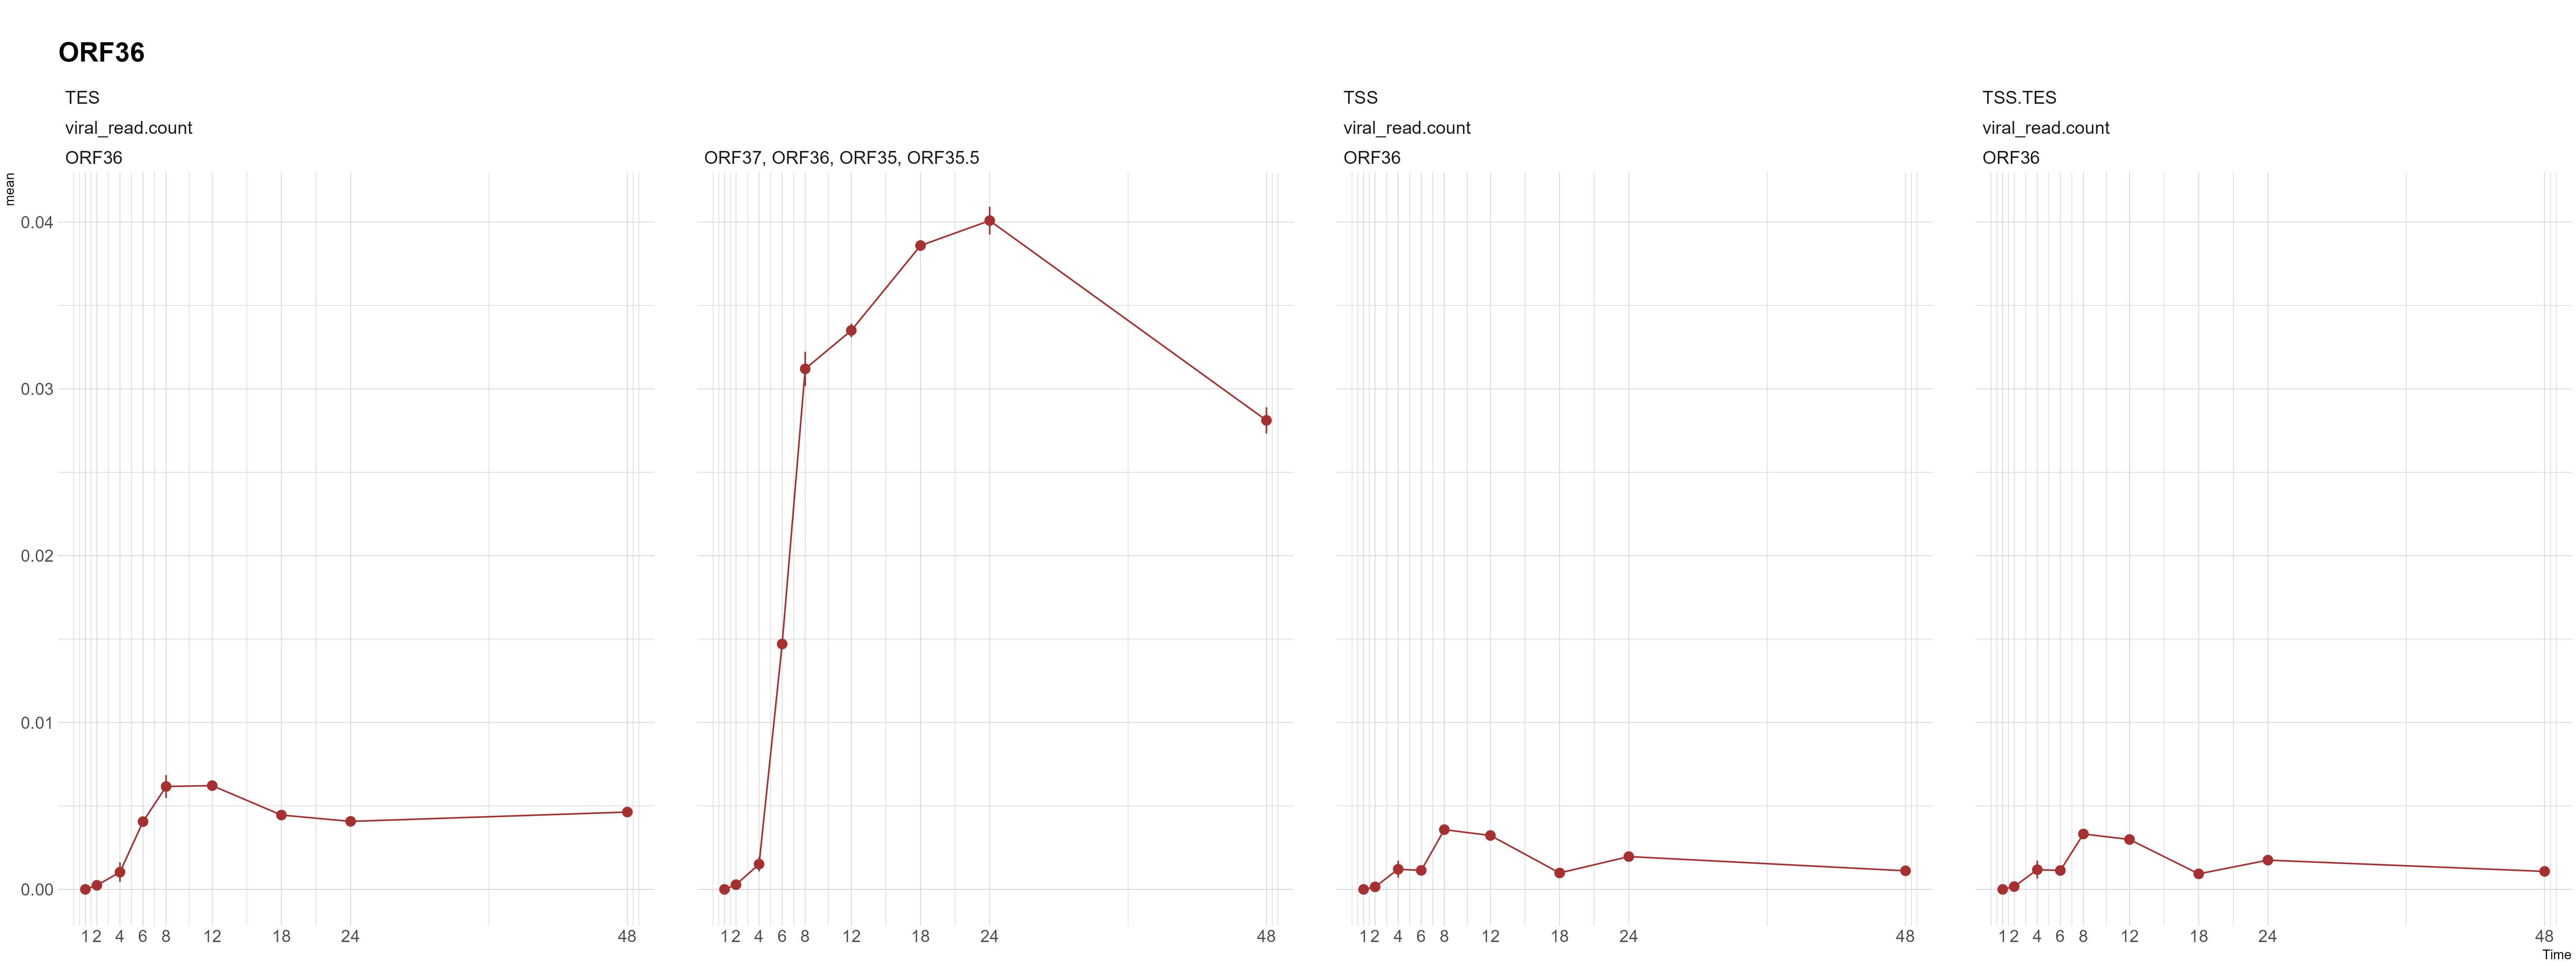 ORF36
TES
viral_read.count
ORF36
ORF37, ORF36, ORF35, ORF35.5
TSS
viral_read.count
ORF36
TSS.TES
viral_read.count
ORF36
mean
0.04
0.03
0.02
0.01
0.00
1 2 4 6 8 12 18 24 48
1 2 4 6 8 12 18 24 48
1 2 4 6 8 12 18 24 48
1 2 4 6 8 12 18 24 48
Time